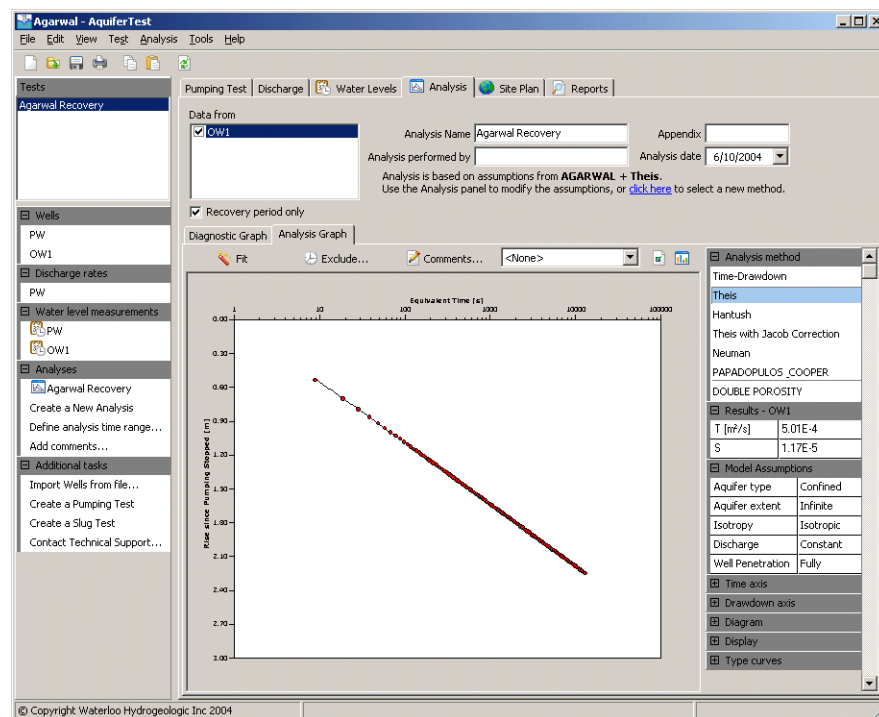 Agarwal - AquiferTest
File Edit View Test Analysis Tools Help
Tests
Agarwal Recovery
Wells
PW
OW1
Discharge rates
PW
Water level measurements
PW
OW1
Analyses
Agarwal Recovery
Create a New Analysis
Define analysis time range...
Add comments...
Additional tasks
Import Wells from file...
Create a Pumping Test
Create a Slug Test
Contact Technical Support...
Pumping Test Discharge Water Levels Analysis Site Plan Reports
Data from
OW1
Analysis Name Agarwal Recovery Appendix
Analysis performed by Analysis date 6/10/2004
Analysis is based on assumptions from AGARWAL + Theis.
Use the Analysis panel to modify the assumptions, or click here to select a new method.
Recovery period only
Diagnostic Graph Analysis Graph
Fit Exclude... Comments... <None>
Equivalent Time [s]
1 10 100 1000 10000 100000
Rise since Pumping Stopped [m]
0.00
0.30
0.60
0.90
1.20
1.50
1.80
2.10
2.40
2.70
3.00
Analysis method
Time-Drawdown
Theis
Hantush
Theis with Jacob Correction
Neuman
PAPADOPULOS _COOPER
DOUBLE POROSITY
Results - OW1
T [m²/s] 5.01E-4
S 1.17E-5
Model Assumptions
Aquifer type Confined
Aquifer extent Infinite
Isotropy Isotropic
Discharge Constant
Well Penetration Fully
Time axis
Drawdown axis
Diagram
Display
Type curves
© Copyright Waterloo Hydrogeologic Inc 2004